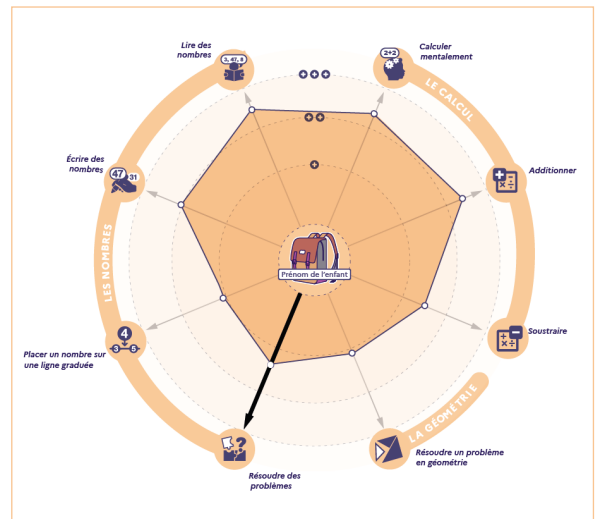 Lire des
nombres
3, 47, 8
2+2
Calculer
mentalement
LE CALCUL
Écrire des
nombres
47
31
Additionner
LES NOMBRES
Prénom de l'enfant
4
3
5
Placer un nombre sur
une ligne graduée
Soustraire
LA GÉOMÉTRIE
Résoudre des
problèmes
Résoudre un problème
en géométrie